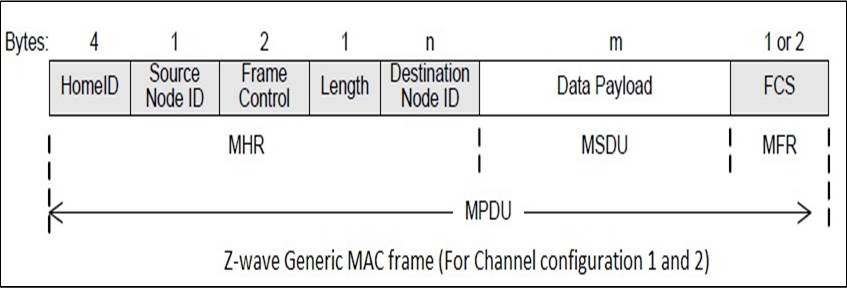 Bytes: 4 1 2 1 n m 1 or 2
HomeID Source Node ID Frame Control Length Destination Node ID Data Payload FCS
MHR MSDU MFR
MPDU
Z-wave Generic MAC frame (For Channel configuration 1 and 2)